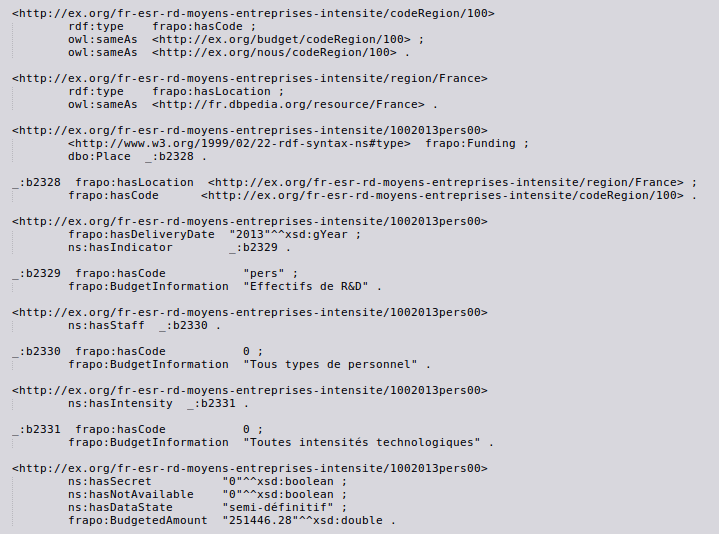 <http://ex.org/fr-esr-rd-moyens-entreprises-intensite/codeRegion/100>
rdf:type frapo:hasCode ;
owl:sameAs <http://ex.org/budget/codeRegion/100> ;
owl:sameAs <http://ex.org/nous/codeRegion/100> .
<http://ex.org/fr-esr-rd-moyens-entreprises-intensite/region/France>
rdf:type frapo:hasLocation ;
owl:sameAs <http://fr.dbpedia.org/resource/France> .
<http://ex.org/fr-esr-rd-moyens-entreprises-intensite/1002013pers00>
<http://www.w3.org/1999/02/22-rdf-syntax-ns#type> frapo:Funding ;
dbo:Place _:b2328 .
_:b2328 frapo:hasLocation <http://ex.org/fr-esr-rd-moyens-entreprises-intensite/region/France> ;
frapo:hasCode <http://ex.org/fr-esr-rd-moyens-entreprises-intensite/codeRegion/100> .
<http://ex.org/fr-esr-rd-moyens-entreprises-intensite/1002013pers00>
frapo:hasDeliveryDate "2013"^^xsd:gYear ;
ns:hasIndicator _:b2329 .
_:b2329 frapo:hasCode "pers" ;
frapo:BudgetInformation "Effectifs de R&D" .
<http://ex.org/fr-esr-rd-moyens-entreprises-intensite/1002013pers00>
ns:hasStaff _:b2330 .
_:b2330 frapo:hasCode 0 ;
frapo:BudgetInformation "Tous types de personnel" .
<http://ex.org/fr-esr-rd-moyens-entreprises-intensite/1002013pers00>
ns:hasIntensity _:b2331 .
_:b2331 frapo:hasCode 0 ;
frapo:BudgetInformation "Toutes intensités technologiques" .
<http://ex.org/fr-esr-rd-moyens-entreprises-intensite/1002013pers00>
ns:hasSecret "0"^^xsd:boolean ;
ns:hasNotAvailable "0"^^xsd:boolean ;
ns:hasDataState "semi-définitif" ;
frapo:BudgetedAmount "251446.28"^^xsd:double .